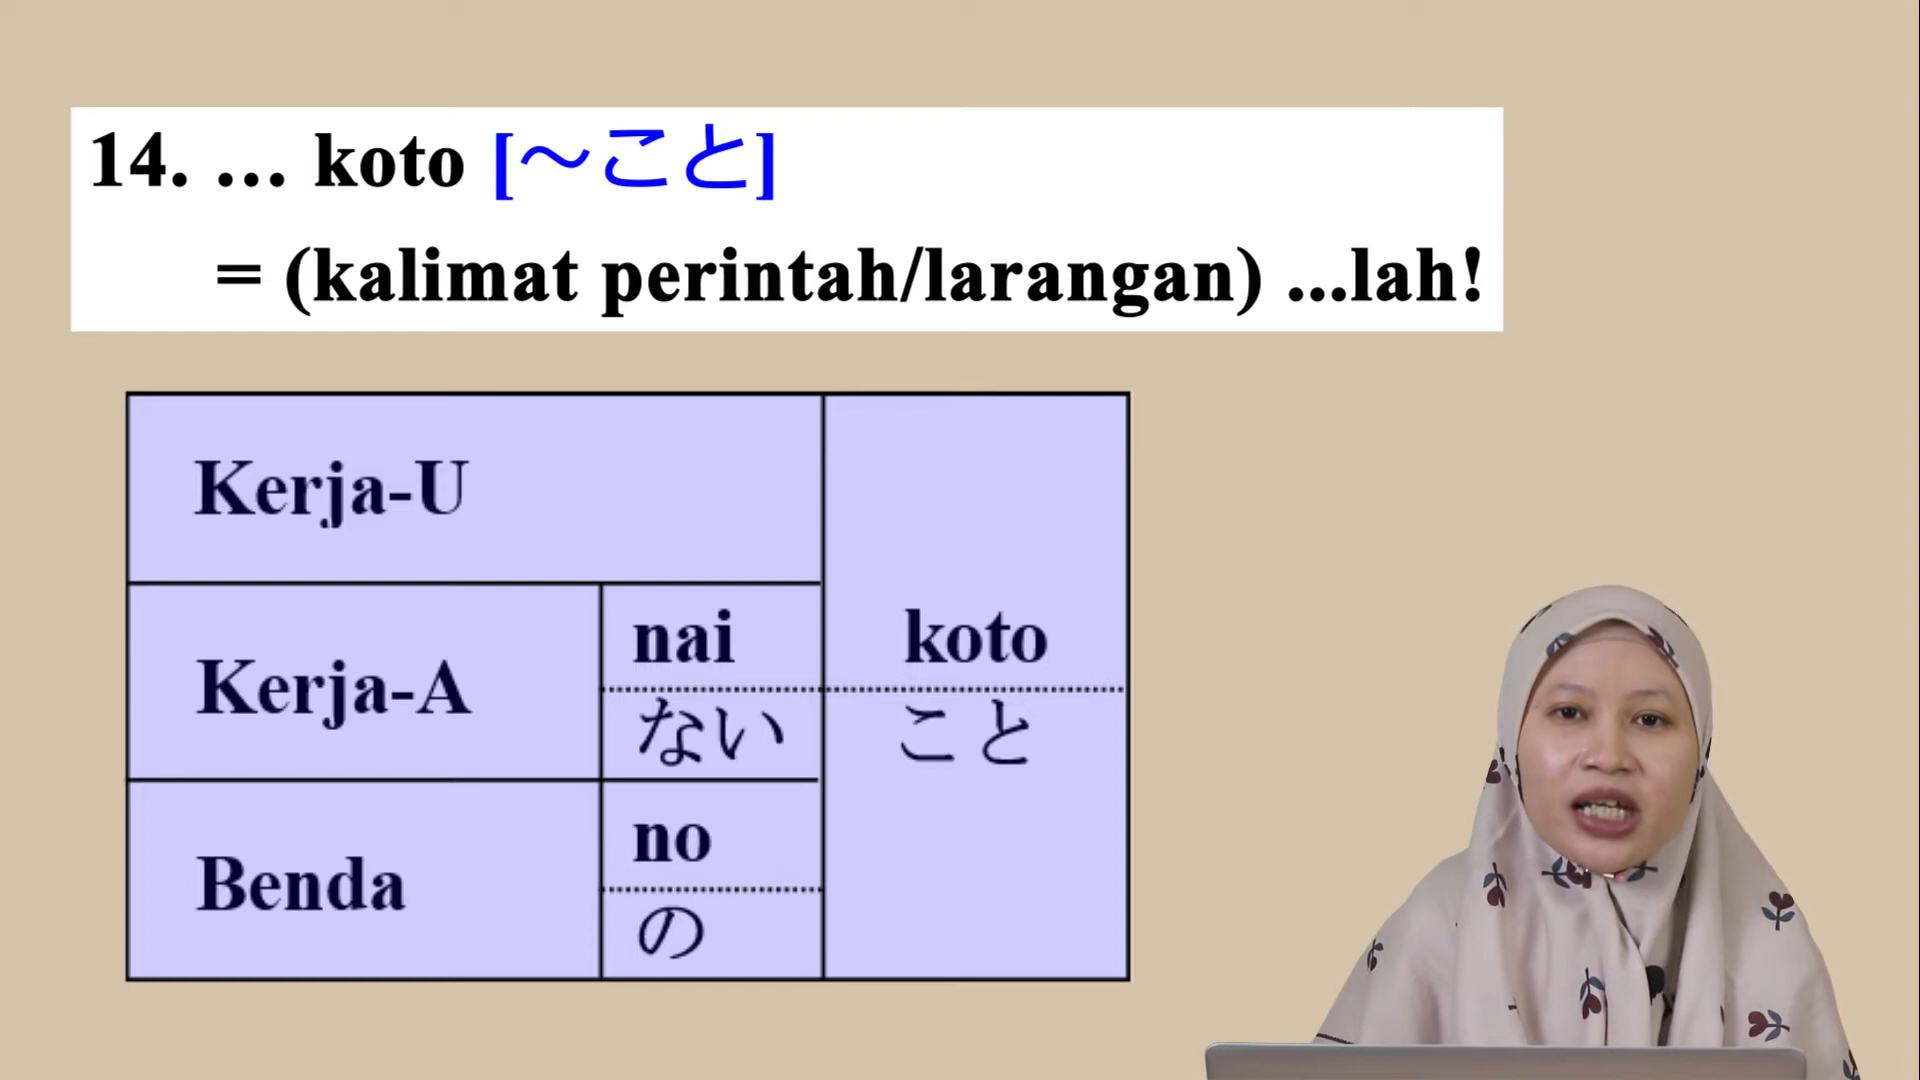 14. … koto [～こと]
= (kalimat perintah/larangan) ...lah!
Kerja-U
Kerja-A
nai
ない
koto
こと
Benda
no
の